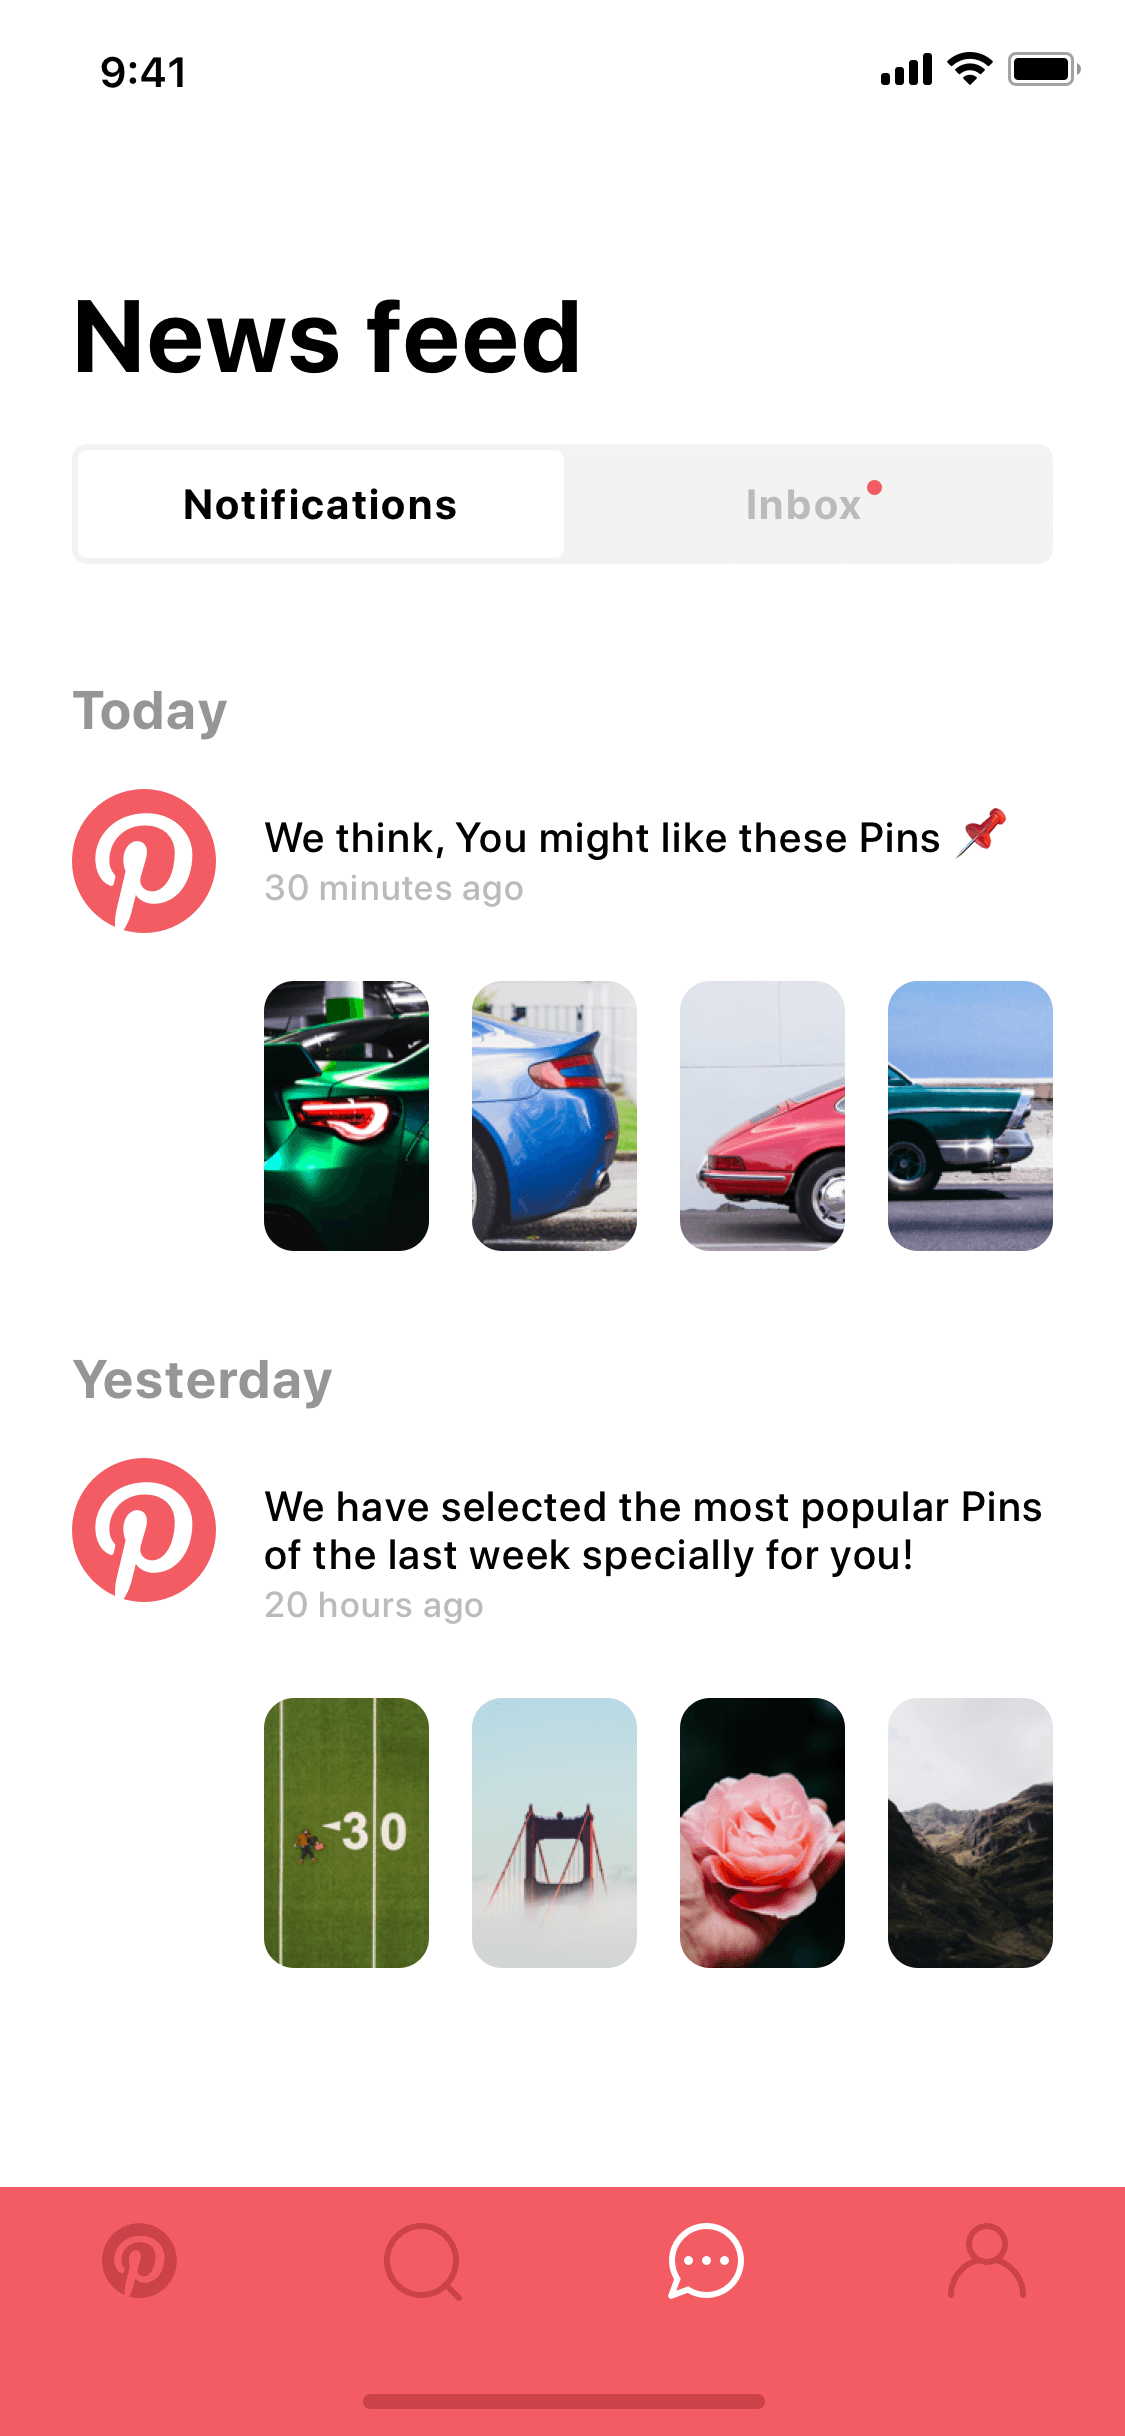 9:41
News feed
Notifications
Inbox
Today
We think, You might like these Pins 📌
30 minutes ago
Yesterday
We have selected the most popular Pins
of the last week specially for you!
20 hours ago
30